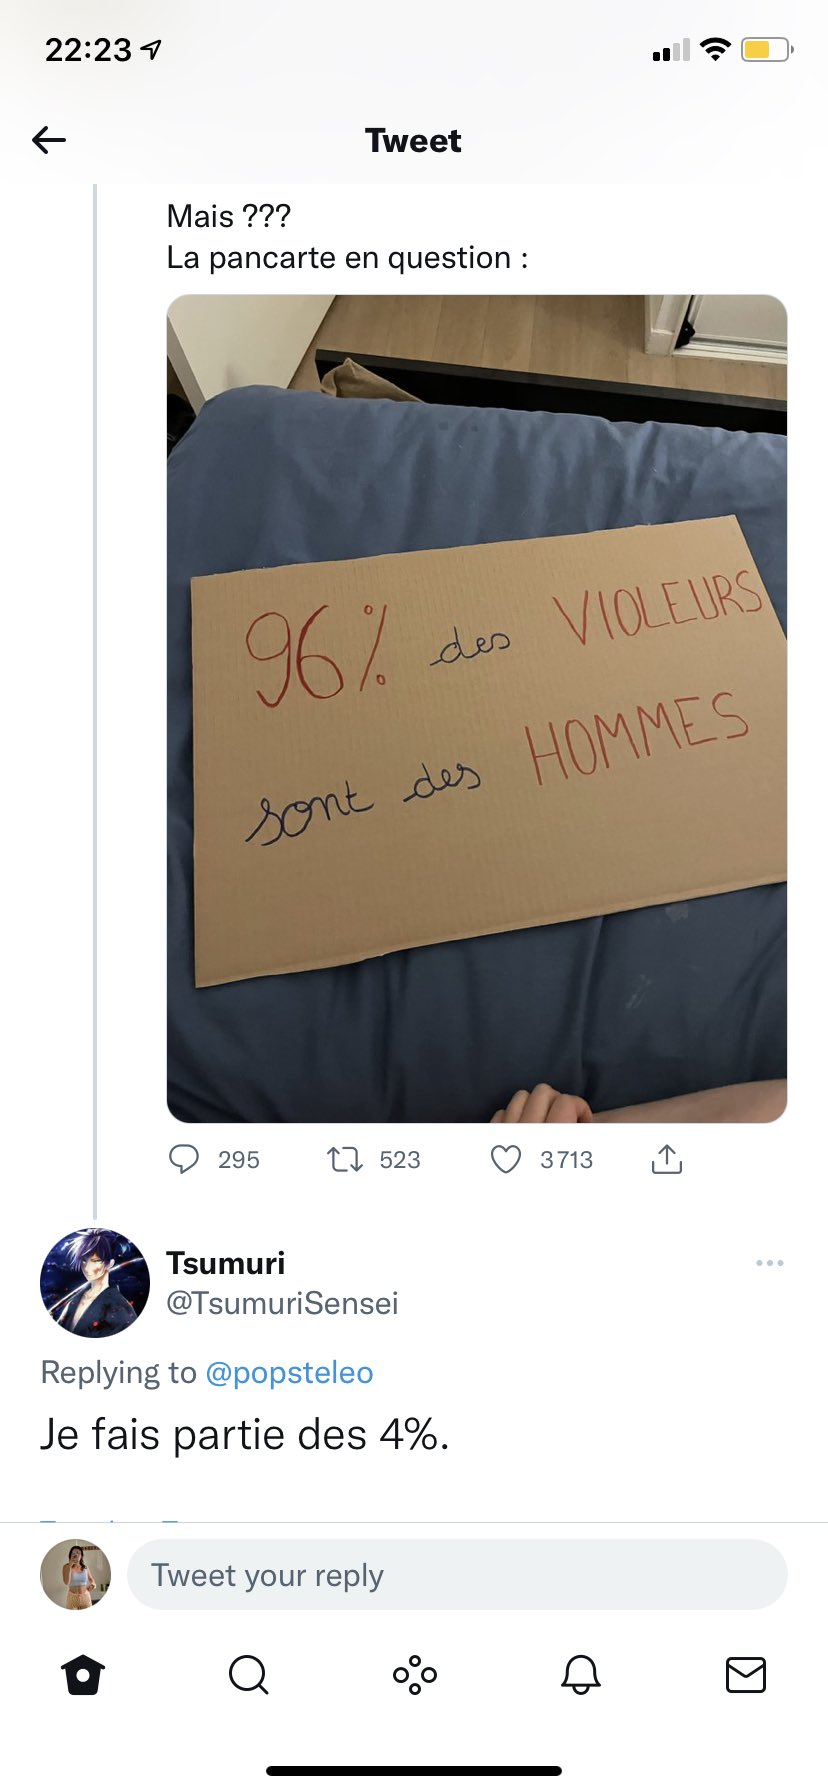 22:23
Tweet
Mais ???
La pancarte en question :
96% des VIOLEURS
sont des HOMMES
295 523 3 713
Tsumuri
@TsumuriSensei
Replying to @popsteleo
Je fais partie des 4%.
Tweet your reply